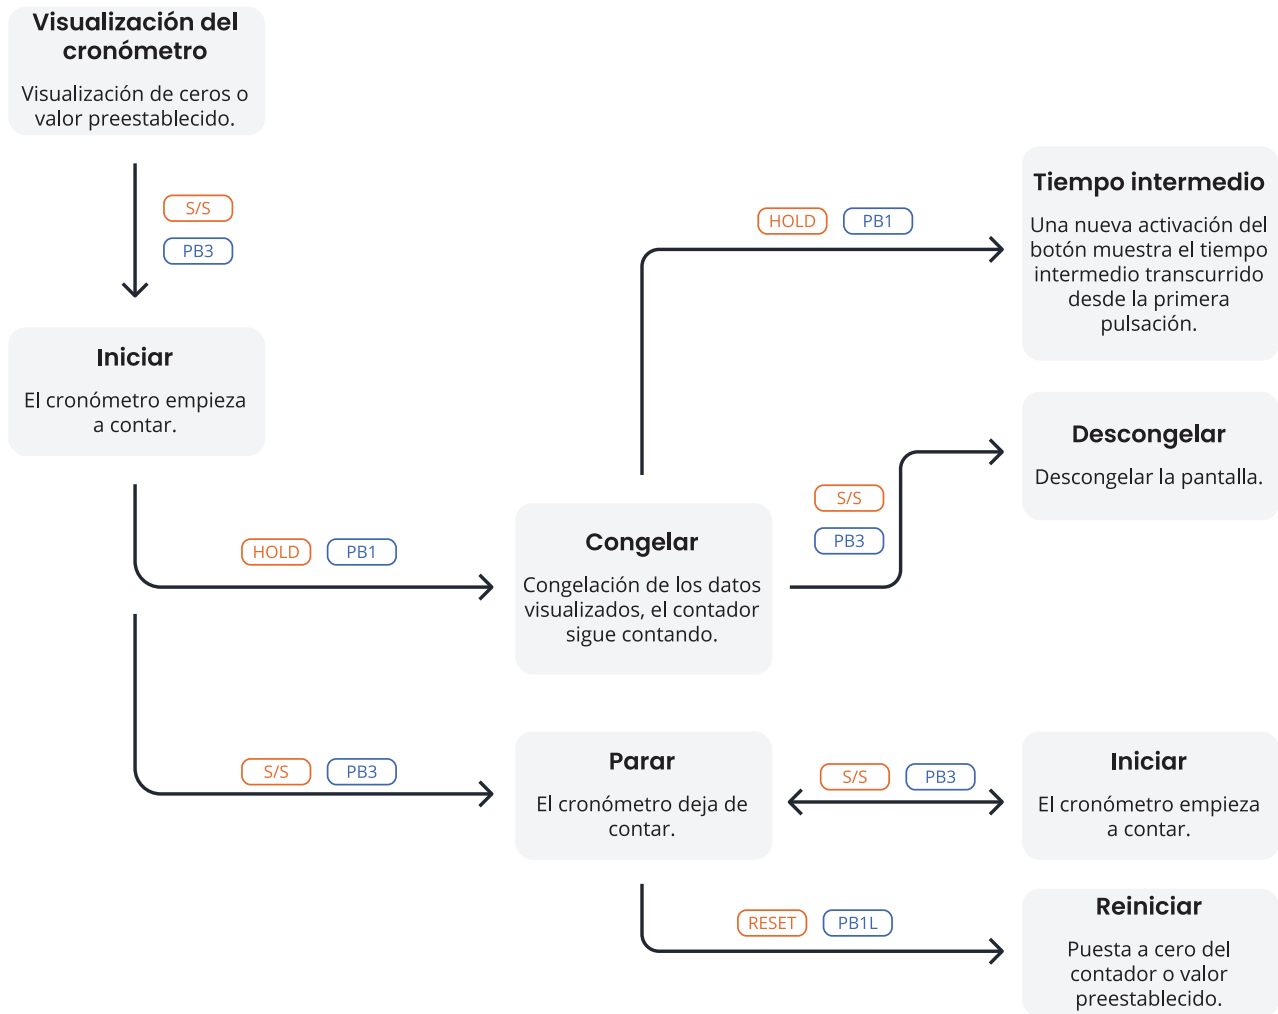 Visualización del
cronómetro
Visualización de ceros o
valor preestablecido.
S/S
PB3
Iniciar
El cronómetro empieza
a contar.
HOLD PB1
Tiempo intermedio
Una nueva activación del
botón muestra el tiempo
intermedio transcurrido
desde la primera
pulsación.
HOLD PB1
Congelar
Congelación de los datos
visualizados, el contador
sigue contando.
S/S
PB3
Descongelar
Descongelar la pantalla.
S/S PB3
Parar
El cronómetro deja de
contar.
S/S PB3
Iniciar
El cronómetro empieza
a contar.
RESET PB1L
Reiniciar
Puesta a cero del
contador o valor
preestablecido.